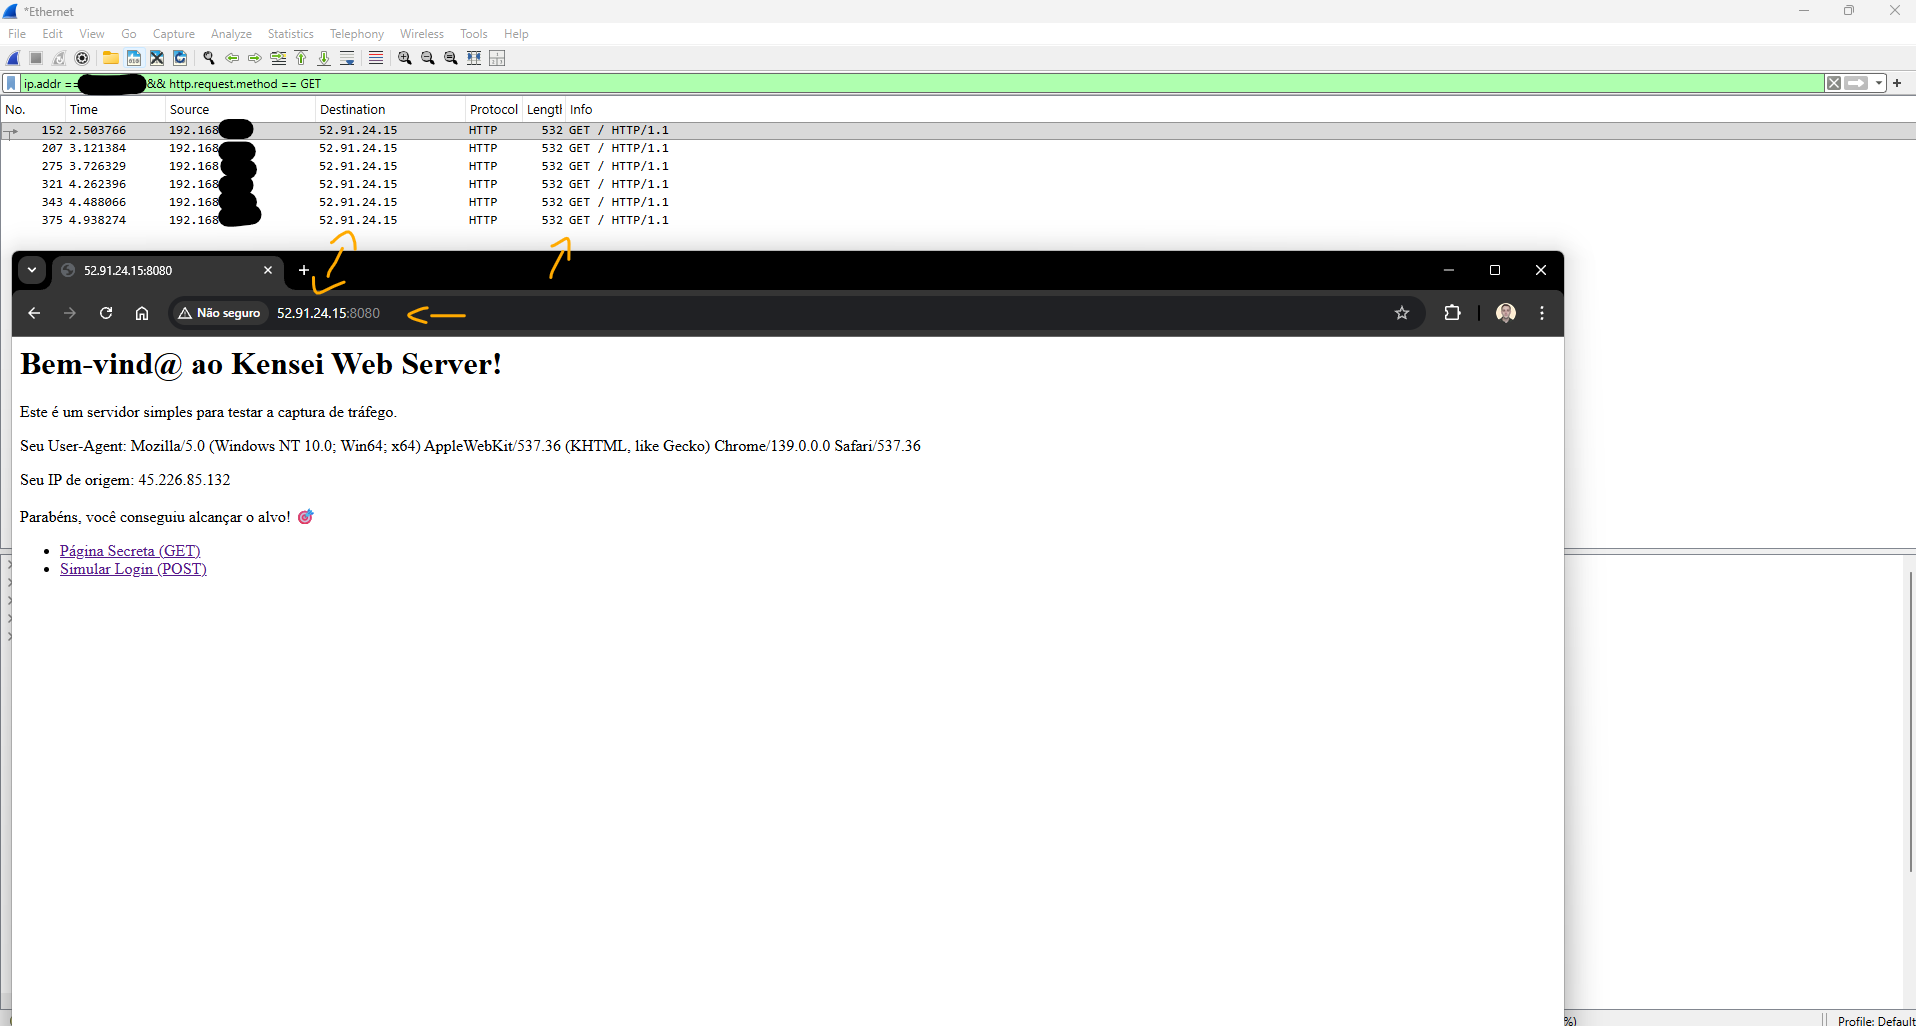 *Ethernet
File Edit View Go Capture Analyze Statistics Telephony Wireless Tools Help
ip.addr == && http.request.method == GET
No. Time Source Destination Protocol Length Info
152 2.503766 192.168 52.91.24.15 HTTP 532 GET / HTTP/1.1
207 3.121384 192.168 52.91.24.15 HTTP 532 GET / HTTP/1.1
275 3.726329 192.168 52.91.24.15 HTTP 532 GET / HTTP/1.1
321 4.262396 192.168 52.91.24.15 HTTP 532 GET / HTTP/1.1
343 4.488066 192.168 52.91.24.15 HTTP 532 GET / HTTP/1.1
375 4.938274 192.168 52.91.24.15 HTTP 532 GET / HTTP/1.1
52.91.24.15:8080
Não seguro 52.91.24.15:8080
Bem-vind@ ao Kensei Web Server!
Este é um servidor simples para testar a captura de tráfego.
Seu User-Agent: Mozilla/5.0 (Windows NT 10.0; Win64; x64) AppleWebKit/537.36 (KHTML, like Gecko) Chrome/139.0.0.0 Safari/537.36
Seu IP de origem: 45.226.85.132
Parabéns, você conseguiu alcançar o alvo! 🎯
• Página Secreta (GET)
• Simular Login (POST)
%) Profile: Default